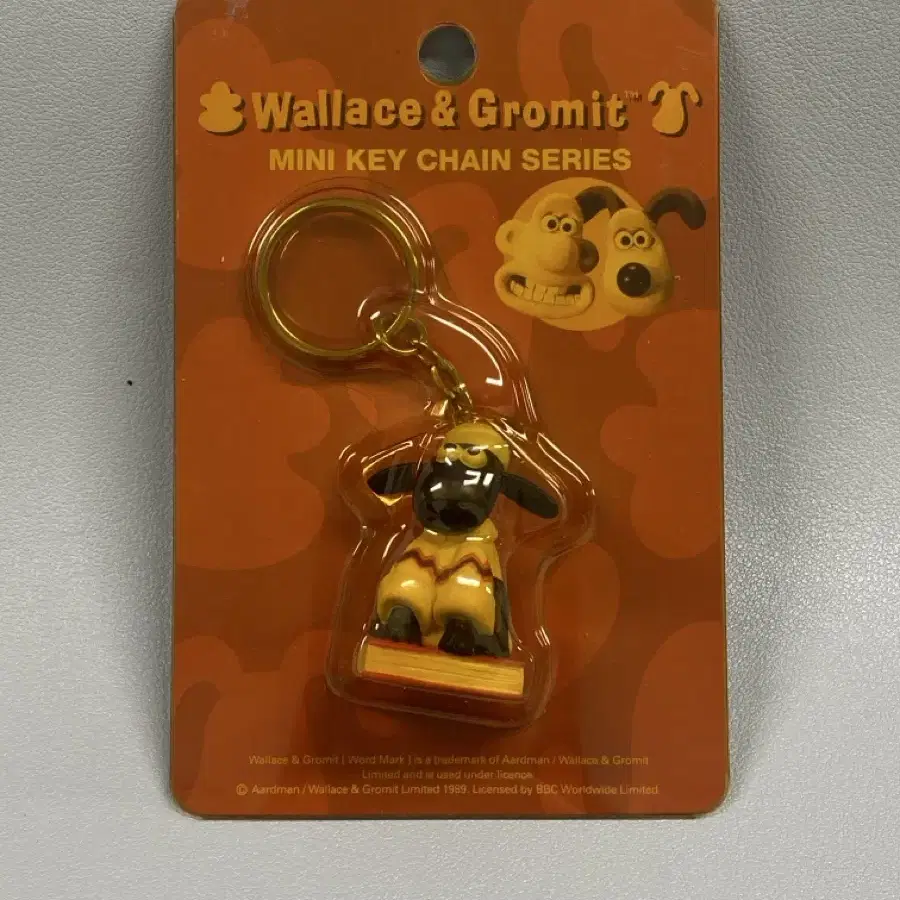 Wallace & Gromit™
MINI KEY CHAIN SERIES
Wallace & Gromit [ Word Mark ] is a trademark of Aardman / Wallace & Gromit
Limited and is used under licence.
© Aardman / Wallace & Gromit Limited 1999. Licensed by BBC Worldwide Limited.